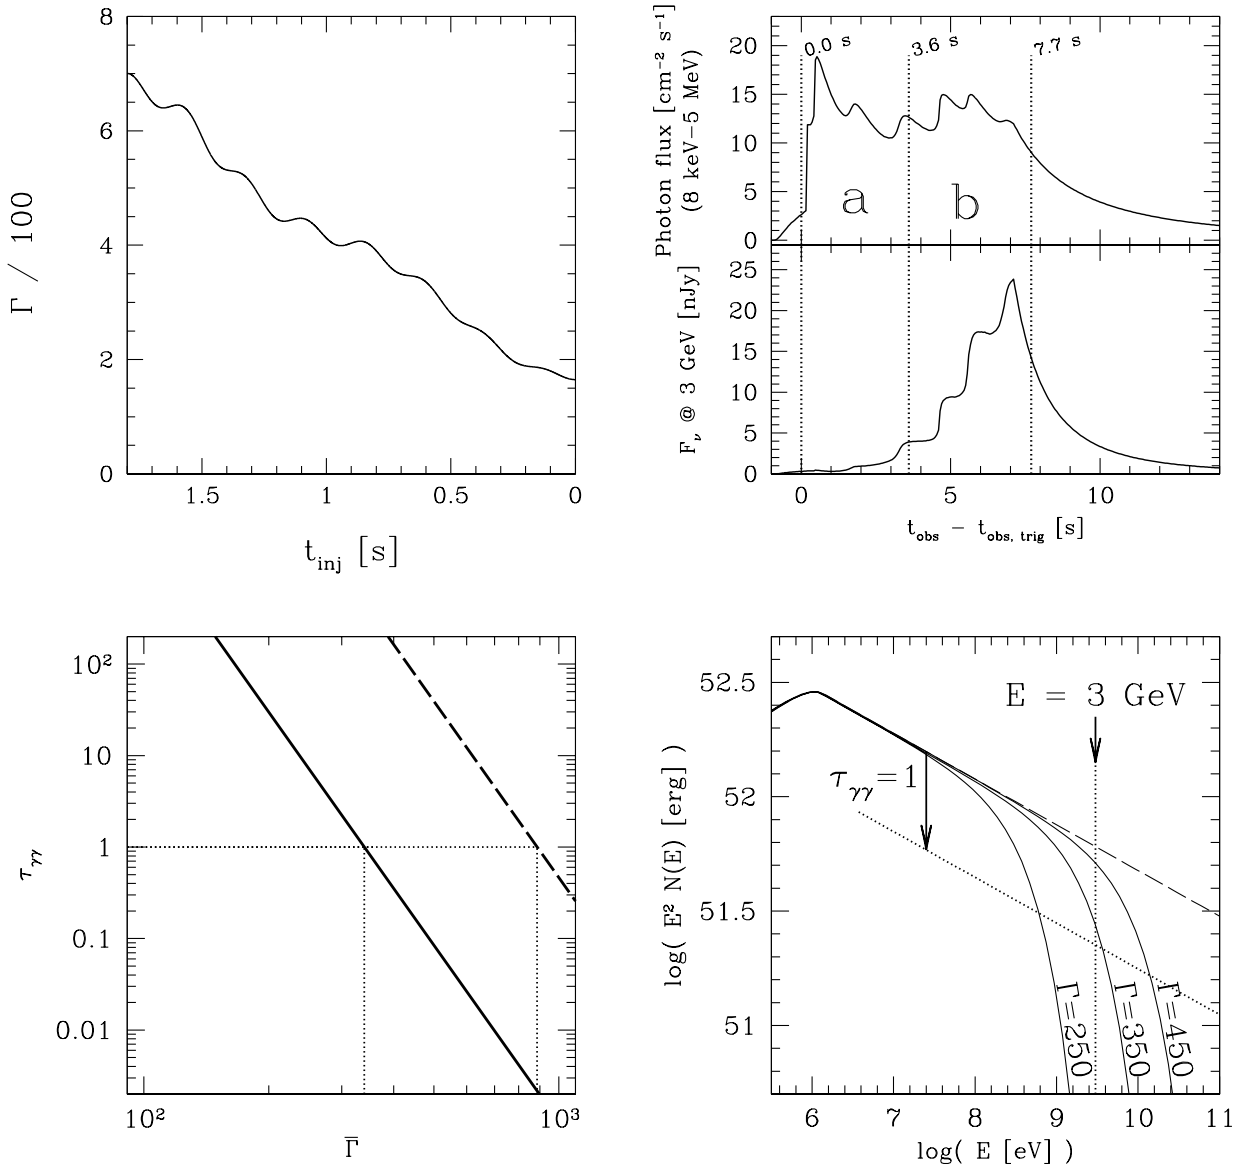 8
6
4
2
0
Γ / 100
1.5
1
0.5
0
t_inj [s]
20
15
10
5
0
Photon flux [cm⁻² s⁻¹]
(8 keV−5 MeV)
0.0 s
3.6 s
7.7 s
a
b
25
20
15
10
5
0
F_ν @ 3 GeV [nJy]
0
5
10
t_obs − t_obs, trig [s]
10²
10
1
0.1
0.01
τ_γγ
10²
10³
Γ̅
52.5
52
51.5
51
log( E² N(E) [erg] )
E = 3 GeV
τ_γγ=1
Γ=250
Γ=350
Γ=450
6
7
8
9
10
11
log( E [eV] )